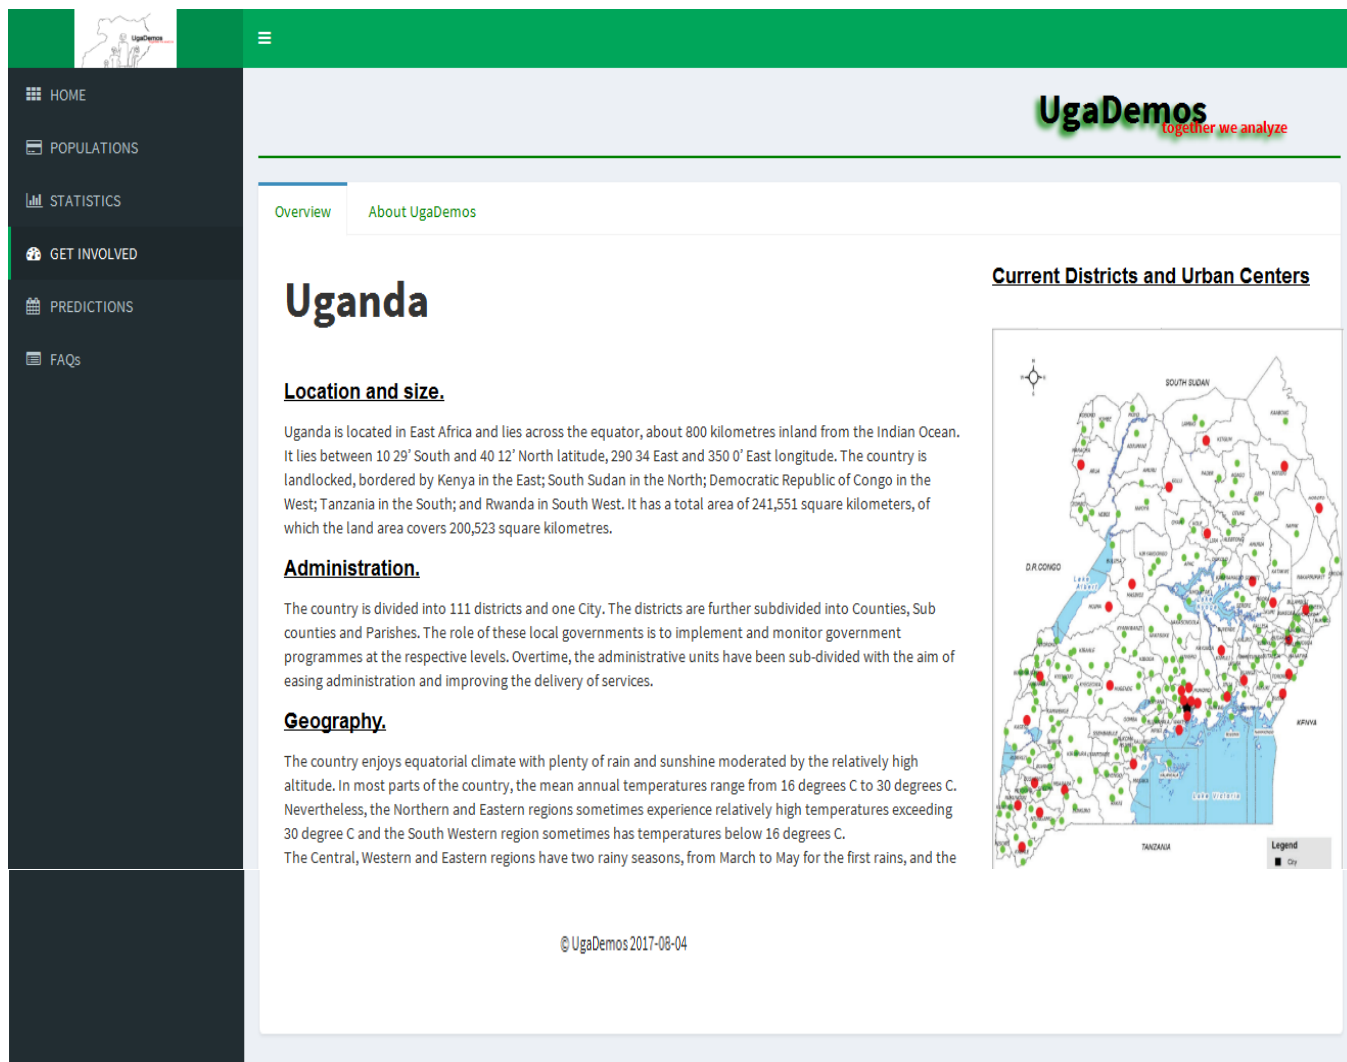 UgaDemos
HOME
POPULATIONS
STATISTICS
GET INVOLVED
PREDICTIONS
FAQs
UgaDemos
together we analyze
Overview
About UgaDemos
Uganda
Location and size.
Uganda is located in East Africa and lies across the equator, about 800 kilometres inland from the Indian Ocean.
It lies between 10 29’ South and 40 12’ North latitude, 290 34 East and 350 0’ East longitude. The country is
landlocked, bordered by Kenya in the East; South Sudan in the North; Democratic Republic of Congo in the
West; Tanzania in the South; and Rwanda in South West. It has a total area of 241,551 square kilometers, of
which the land area covers 200,523 square kilometres.
Administration.
The country is divided into 111 districts and one City. The districts are further subdivided into Counties, Sub
counties and Parishes. The role of these local governments is to implement and monitor government
programmes at the respective levels. Overtime, the administrative units have been sub-divided with the aim of
easing administration and improving the delivery of services.
Geography.
The country enjoys equatorial climate with plenty of rain and sunshine moderated by the relatively high
altitude. In most parts of the country, the mean annual temperatures range from 16 degrees C to 30 degrees C.
Nevertheless, the Northern and Eastern regions sometimes experience relatively high temperatures exceeding
30 degree C and the South Western region sometimes has temperatures below 16 degrees C.
The Central, Western and Eastern regions have two rainy seasons, from March to May for the first rains, and the
Current Districts and Urban Centers
SOUTH SUDAN
D.R.CONGO
Lake
Albert
Lake
Kyoga
KENYA
Lake Victoria
TANZANIA
Legend
City
© UgaDemos 2017-08-04